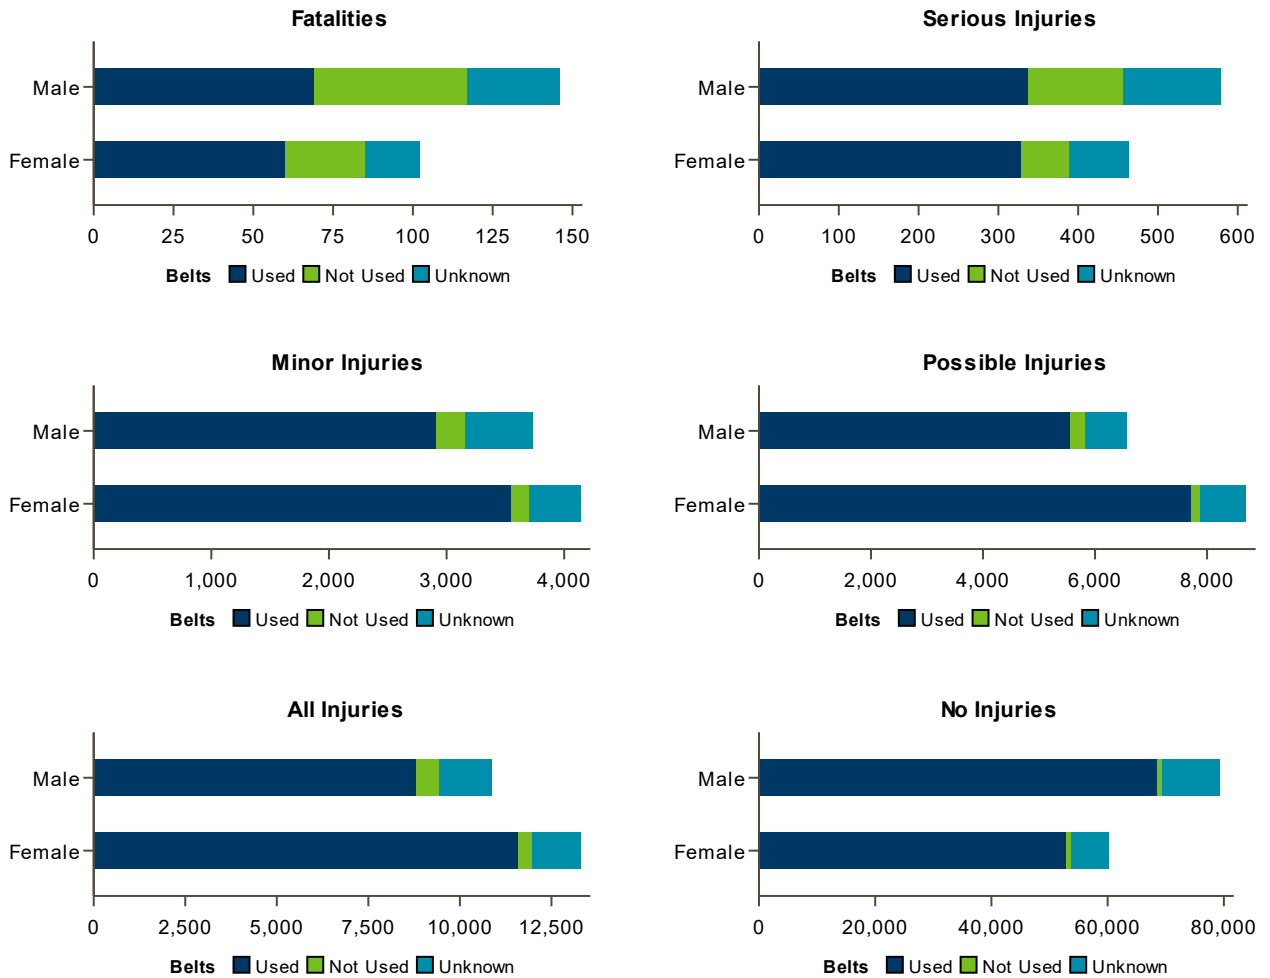 Fatalities
Male
Female
0 25 50 75 100 125 150
Belts Used Not Used Unknown
Serious Injuries
Male
Female
0 100 200 300 400 500 600
Belts Used Not Used Unknown
Minor Injuries
Male
Female
0 1,000 2,000 3,000 4,000
Belts Used Not Used Unknown
Possible Injuries
Male
Female
0 2,000 4,000 6,000 8,000
Belts Used Not Used Unknown
All Injuries
Male
Female
0 2,500 5,000 7,500 10,000 12,500
Belts Used Not Used Unknown
No Injuries
Male
Female
0 20,000 40,000 60,000 80,000
Belts Used Not Used Unknown